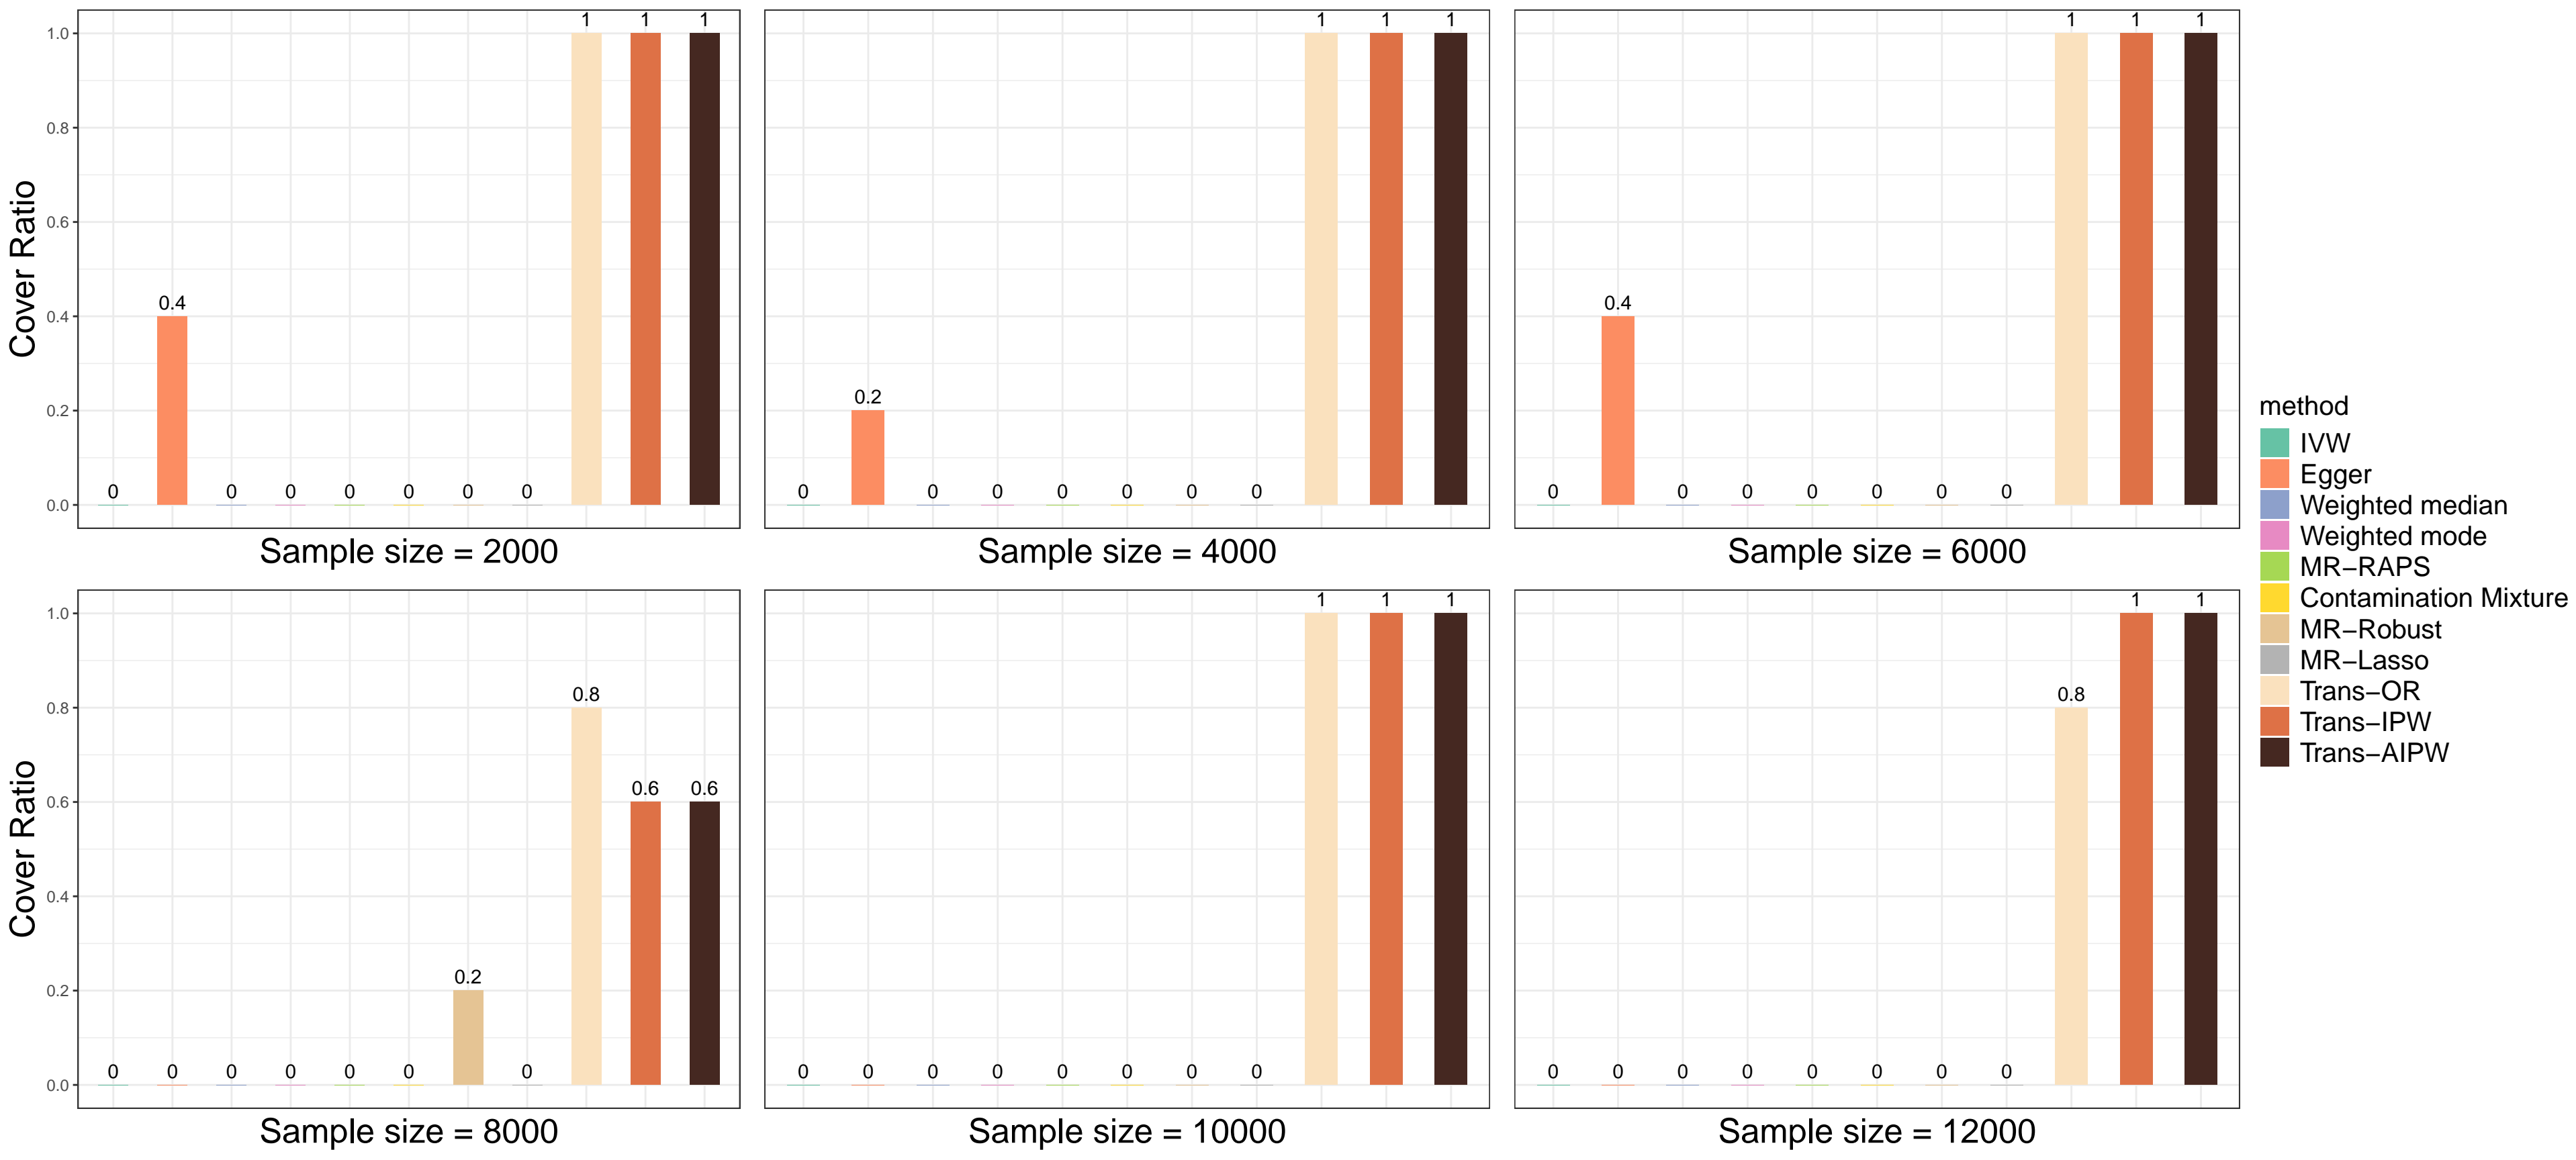 Cover Ratio
1.0
0.8
0.6
0.4
0.2
0.0
0 0.4 0 0 0 0 0 0 1 1 1
Sample size = 2000
0 0.2 0 0 0 0 0 0 1 1 1
Sample size = 4000
0 0.4 0 0 0 0 0 0 1 1 1
Sample size = 6000
Cover Ratio
1.0
0.8
0.6
0.4
0.2
0.0
0 0 0 0 0 0 0.2 0 0.8 0.6 0.6
Sample size = 8000
0 0 0 0 0 0 0 0 1 1 1
Sample size = 10000
0 0 0 0 0 0 0 0 0.8 1 1
Sample size = 12000
method
IVW
Egger
Weighted median
Weighted mode
MR−RAPS
Contamination Mixture
MR−Robust
MR−Lasso
Trans−OR
Trans−IPW
Trans−AIPW